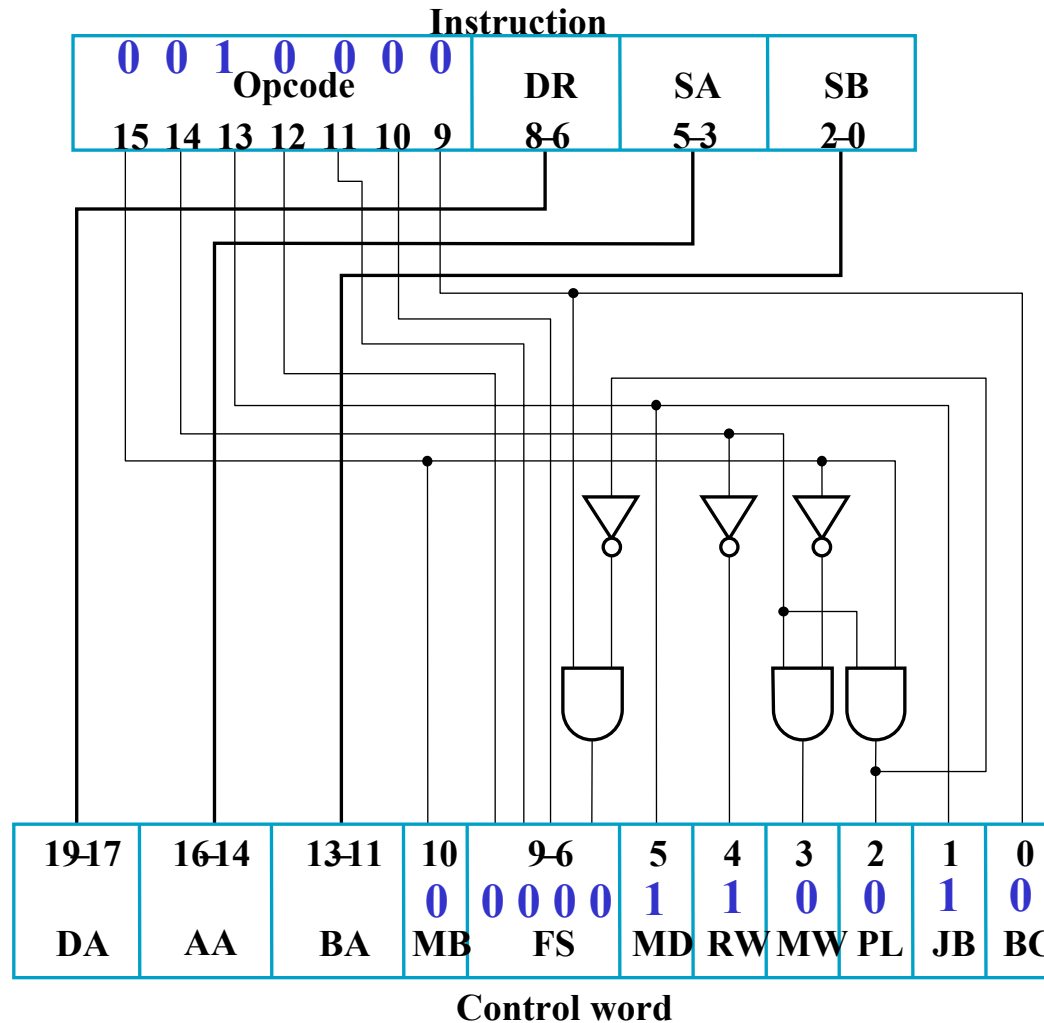 Instruction
0 0 1 0 0 0 0
Opcode DR SA SB
15 14 13 12 11 10 9 8-6 5-3 2-0
19-17 16-14 13-11 10 9-6 5 4 3 2 1 0
0 0 0 0 0 1 1 0 0 1 0
DA AA BA MB FS MD RW MW PL JB BC
Control word